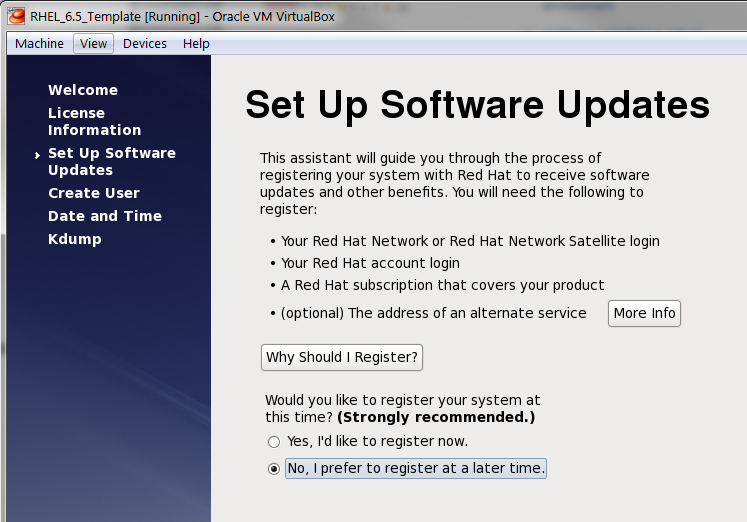 RHEL_6.5_Template [Running] - Oracle VM VirtualBox
Machine View Devices Help
Welcome
License
Information
Set Up Software
Updates
Create User
Date and Time
Kdump
Set Up Software Updates
This assistant will guide you through the process of
registering your system with Red Hat to receive software
updates and other benefits. You will need the following to
register:
• Your Red Hat Network or Red Hat Network Satellite login
• Your Red Hat account login
• A Red Hat subscription that covers your product
• (optional) The address of an alternate service More Info
Why Should I Register?
Would you like to register your system at
this time? (Strongly recommended.)
Yes, I'd like to register now.
No, I prefer to register at a later time.